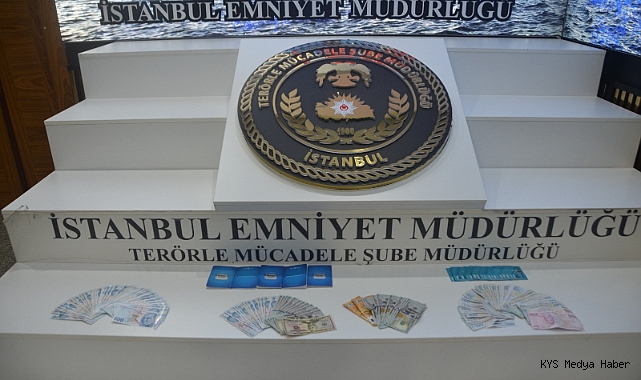 İSTANBUL EMNİYET MÜDÜRLÜĞÜ
TERÖRLE MÜCADELE ŞUBE MÜDÜRLÜĞÜ
1980
İSTANBUL
İSTANBUL EMNİYET MÜDÜRLÜĞÜ
TERÖRLE MÜCADELE ŞUBE MÜDÜRLÜĞÜ
KYS Medya Haber